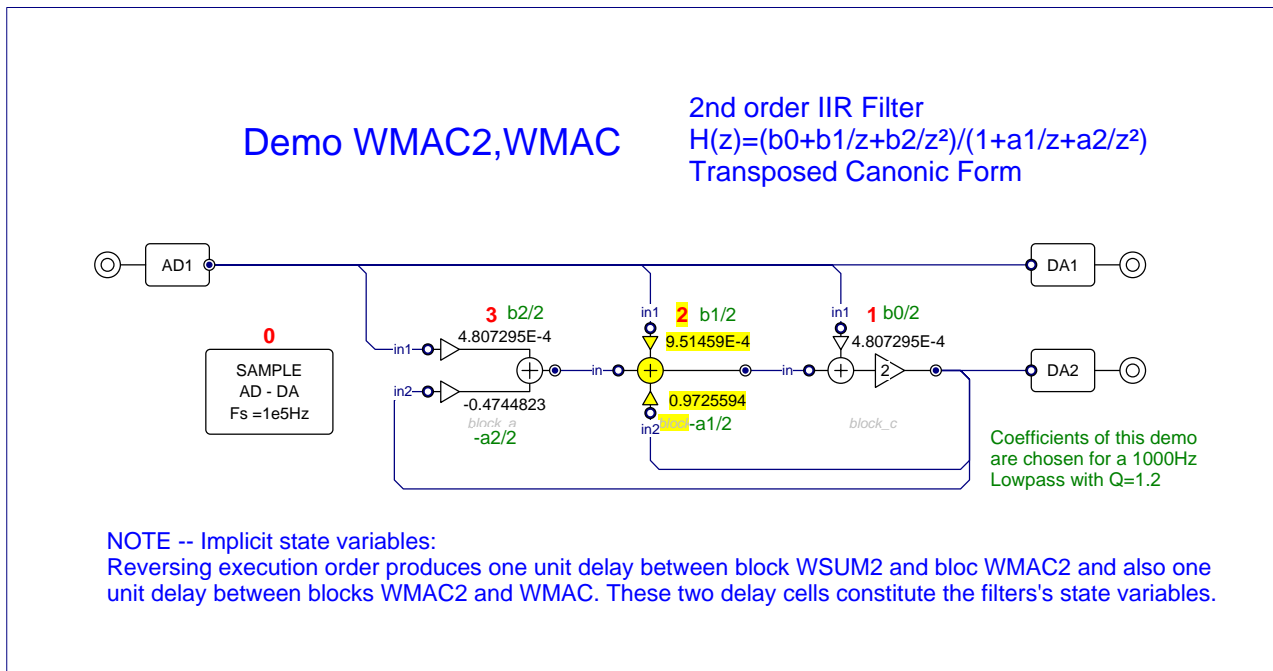 Demo WMAC2,WMAC
2nd order IIR Filter
H(z)=(b0+b1/z+b2/z²)/(1+a1/z+a2/z²)
Transposed Canonic Form
AD1
DA1
in1
in1
3 b2/2
2 b1/2
1 b0/2
0
4.807295E-4
9.51459E-4
4.807295E-4
in1
SAMPLE
AD - DA
Fs =1e5Hz
in
in
2
DA2
in2
-0.4744823
0.9725594
block_a
-a2/2
in2
-a1/2
block_c
Coefficients of this demo
are chosen for a 1000Hz
Lowpass with Q=1.2
NOTE -- Implicit state variables:
Reversing execution order produces one unit delay between block WSUM2 and bloc WMAC2 and also one
unit delay between blocks WMAC2 and WMAC. These two delay cells constitute the filters's state variables.